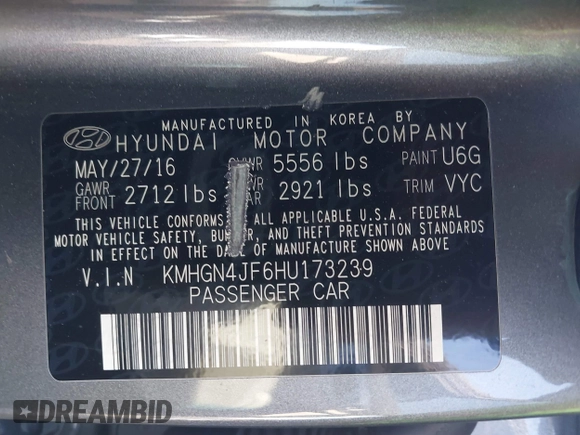 MANUFACTURED IN KOREA BY
HYUNDAI MOTOR COMPANY
MAY/27/16 GVWR 5556 lbs PAINT U6G
GAWR FRONT 2712 lbs 2921 lbs TRIM VYC
THIS VEHICLE CONFORMS ALL APPLICABLE U.S.A. FEDERAL
MOTOR VEHICLE SAFETY, AND THEFT PREVENTION STANDARDS
IN EFFECT ON THE DATE OF MANUFACTURE SHOWN ABOVE.
V.I.N KMHGN4JF6HU173239
PASSENGER CAR
DREAMBID